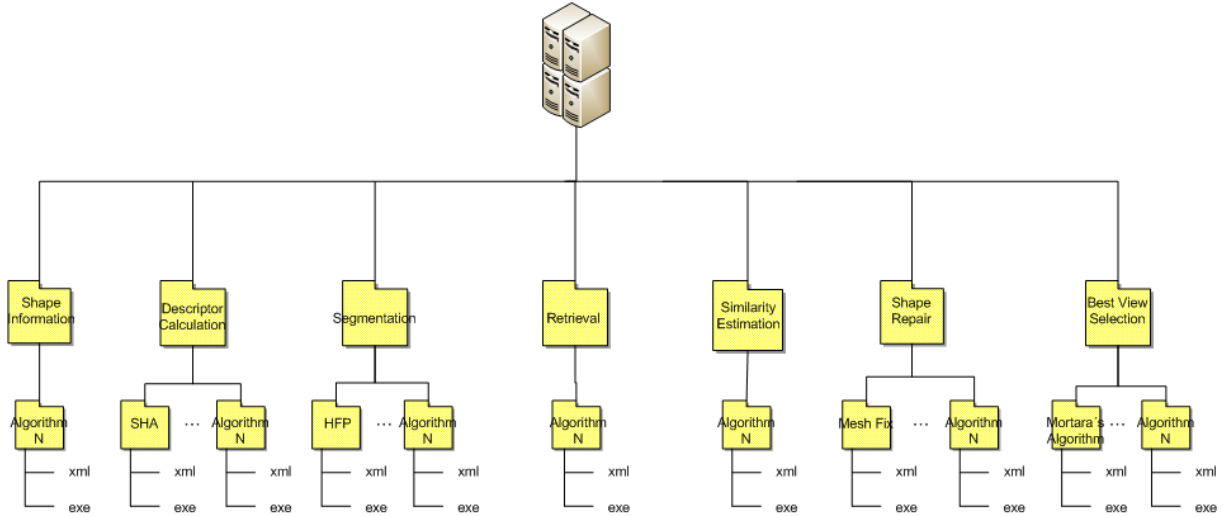 Shape
Information
Descriptor
Calculation
Segmentation
Retrieval
Similarity
Estimation
Shape
Repair
Best View
Selection
Algorithm
N
SHA
...
Algorithm
N
HFP
...
Algorithm
N
Algorithm
N
Algorithm
N
Mesh Fix
...
Algorithm
N
Mortara´s
Algorithm
...
Algorithm
N
xml
exe
xml
exe
xml
exe
xml
exe
xml
exe
xml
exe
xml
exe
xml
exe
xml
exe
xml
exe
xml
exe